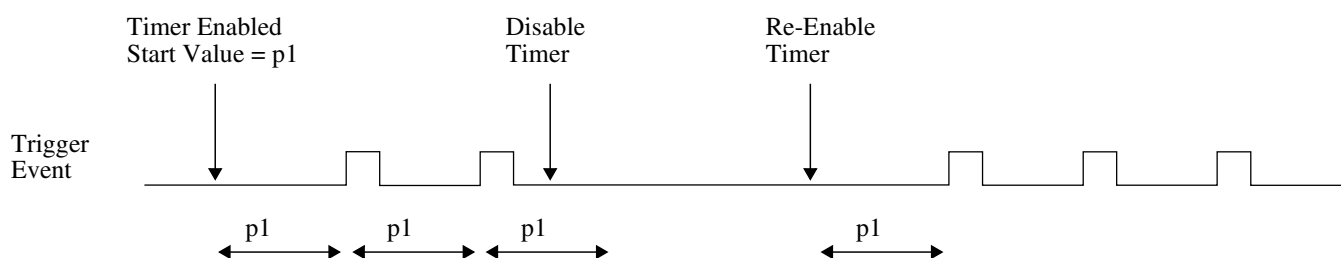 Timer Enabled
Start Value = p1
Disable
Timer
Re-Enable
Timer
Trigger
Event
p1
p1
p1
p1